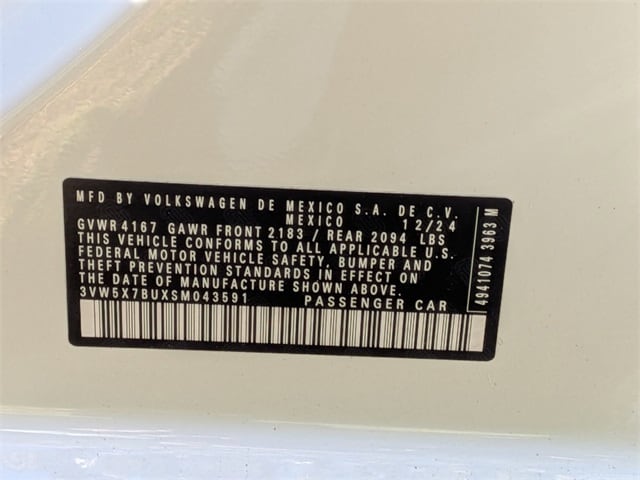 MFD BY VOLKSWAGEN DE MEXICO S.A. DE C.V.
MEXICO 12/24
GVWR 4167 GAWR FRONT 2183 / REAR 2094 LBS
THIS VEHICLE CONFORMS TO ALL APPLICABLE U.S.
FEDERAL MOTOR VEHICLE SAFETY, BUMPER AND
THEFT PREVENTION STANDARDS IN EFFECT ON
THE DATE OF MANUFACTURE SHOWN ABOVE.
3VW5X7BUXSM043591 PASSENGER CAR
4941074 3963 M